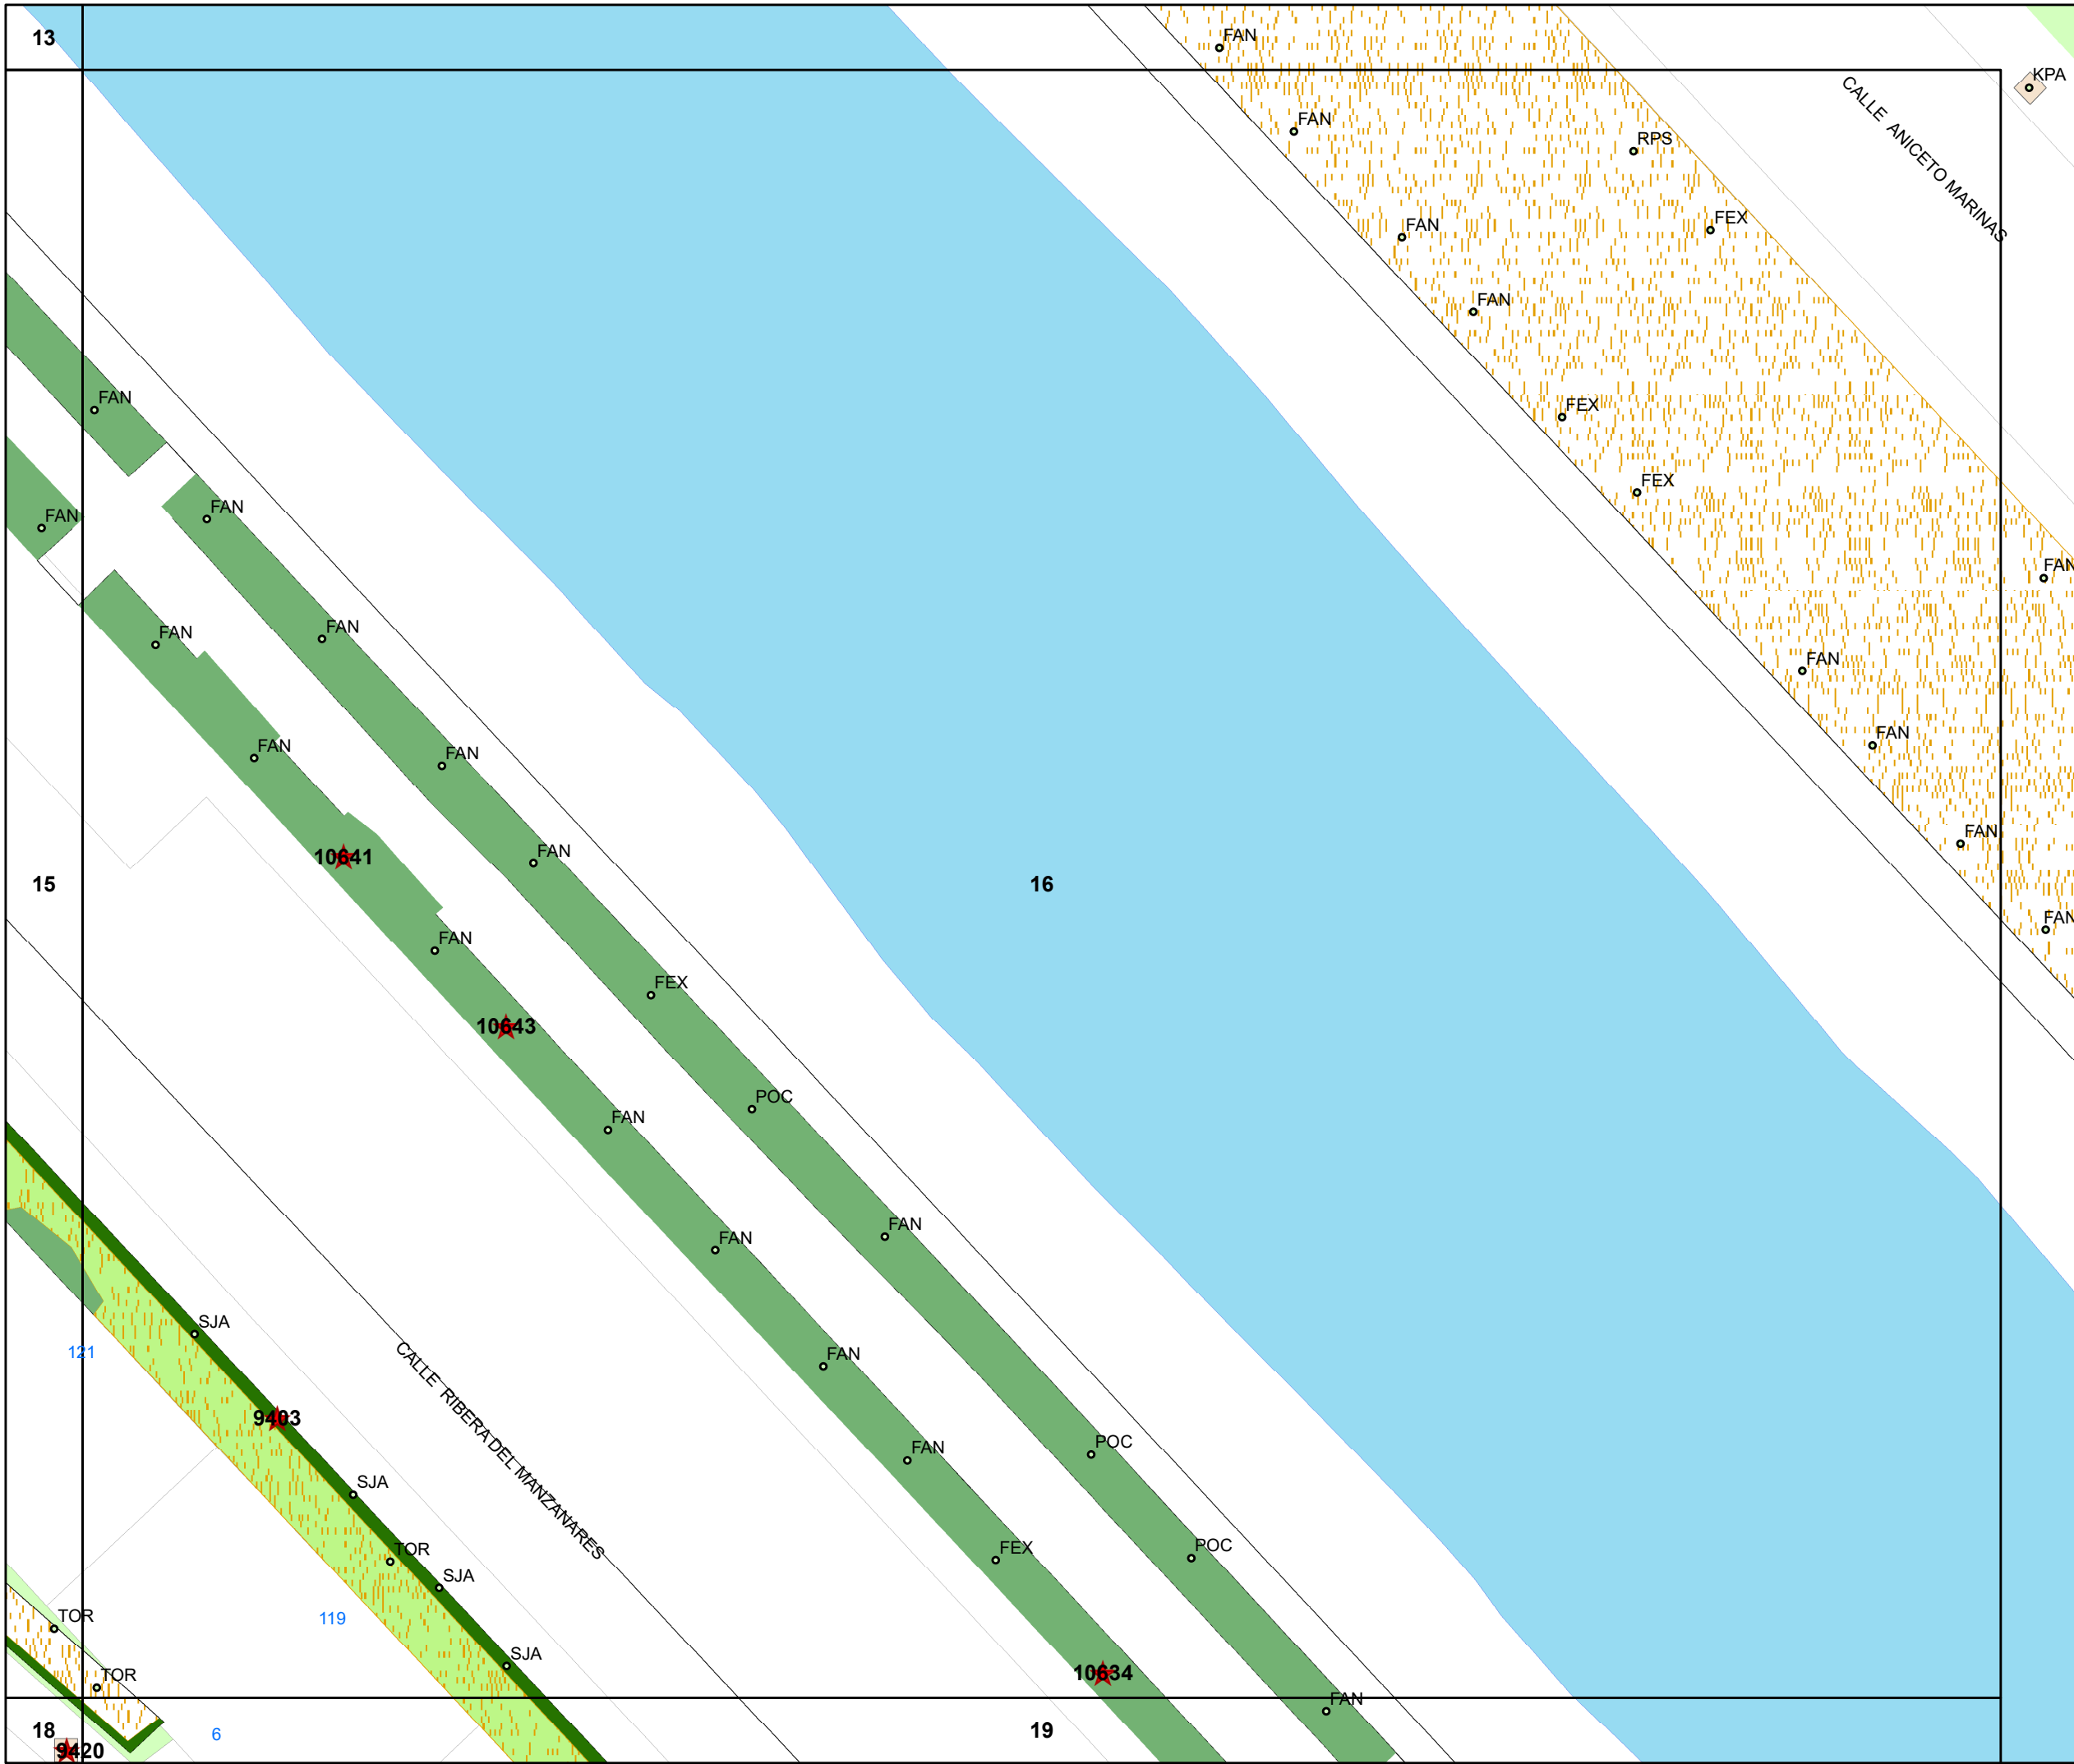 13
FAN
KPA
CALLE ANICETO MARINAS
FAN
RPS
FEX
FAN
FAN
FAN
FEX
FEX
FAN
FAN
FAN
FAN
FAN
FAN
FAN
FAN
FAN
FAN
FAN
10641
FAN
15
16
FAN
FAN
FEX
10643
POC
FAN
FAN
FAN
SJA
121
CALLE RIBERA DEL MANZANARES
FAN
9403
FAN
POC
SJA
TOR
FEX
POC
SJA
TOR
119
SJA
TOR
10634
FAN
18
6
19
9420